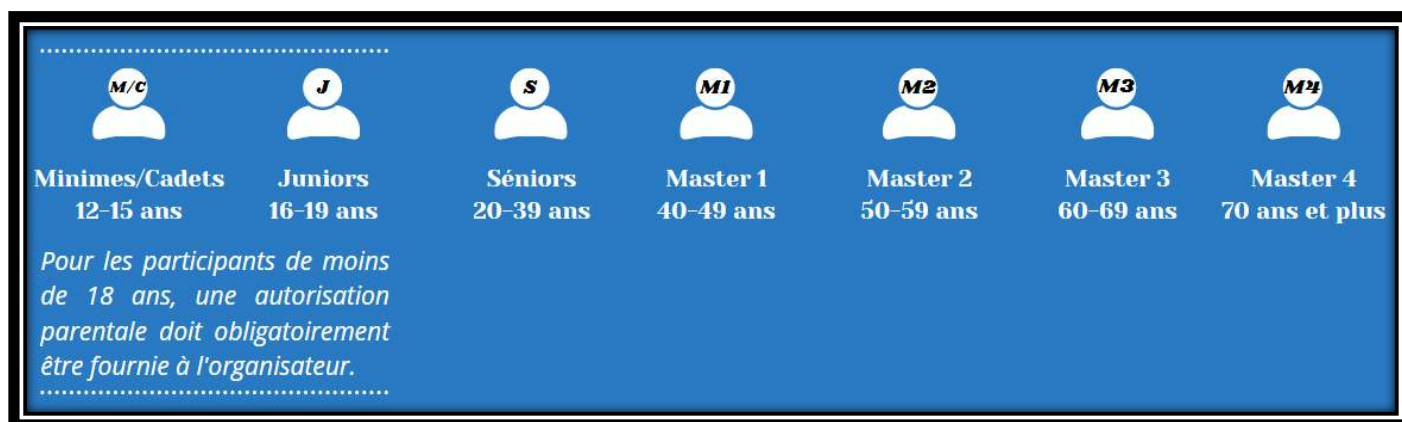 M/C
J
S
M1
M2
M3
M4
Minimes/Cadets
12-15 ans
Juniors
16-19 ans
Séniors
20-39 ans
Master 1
40-49 ans
Master 2
50-59 ans
Master 3
60-69 ans
Master 4
70 ans et plus
Pour les participants de moins
de 18 ans, une autorisation
parentale doit obligatoirement
être fournie à l'organisateur.